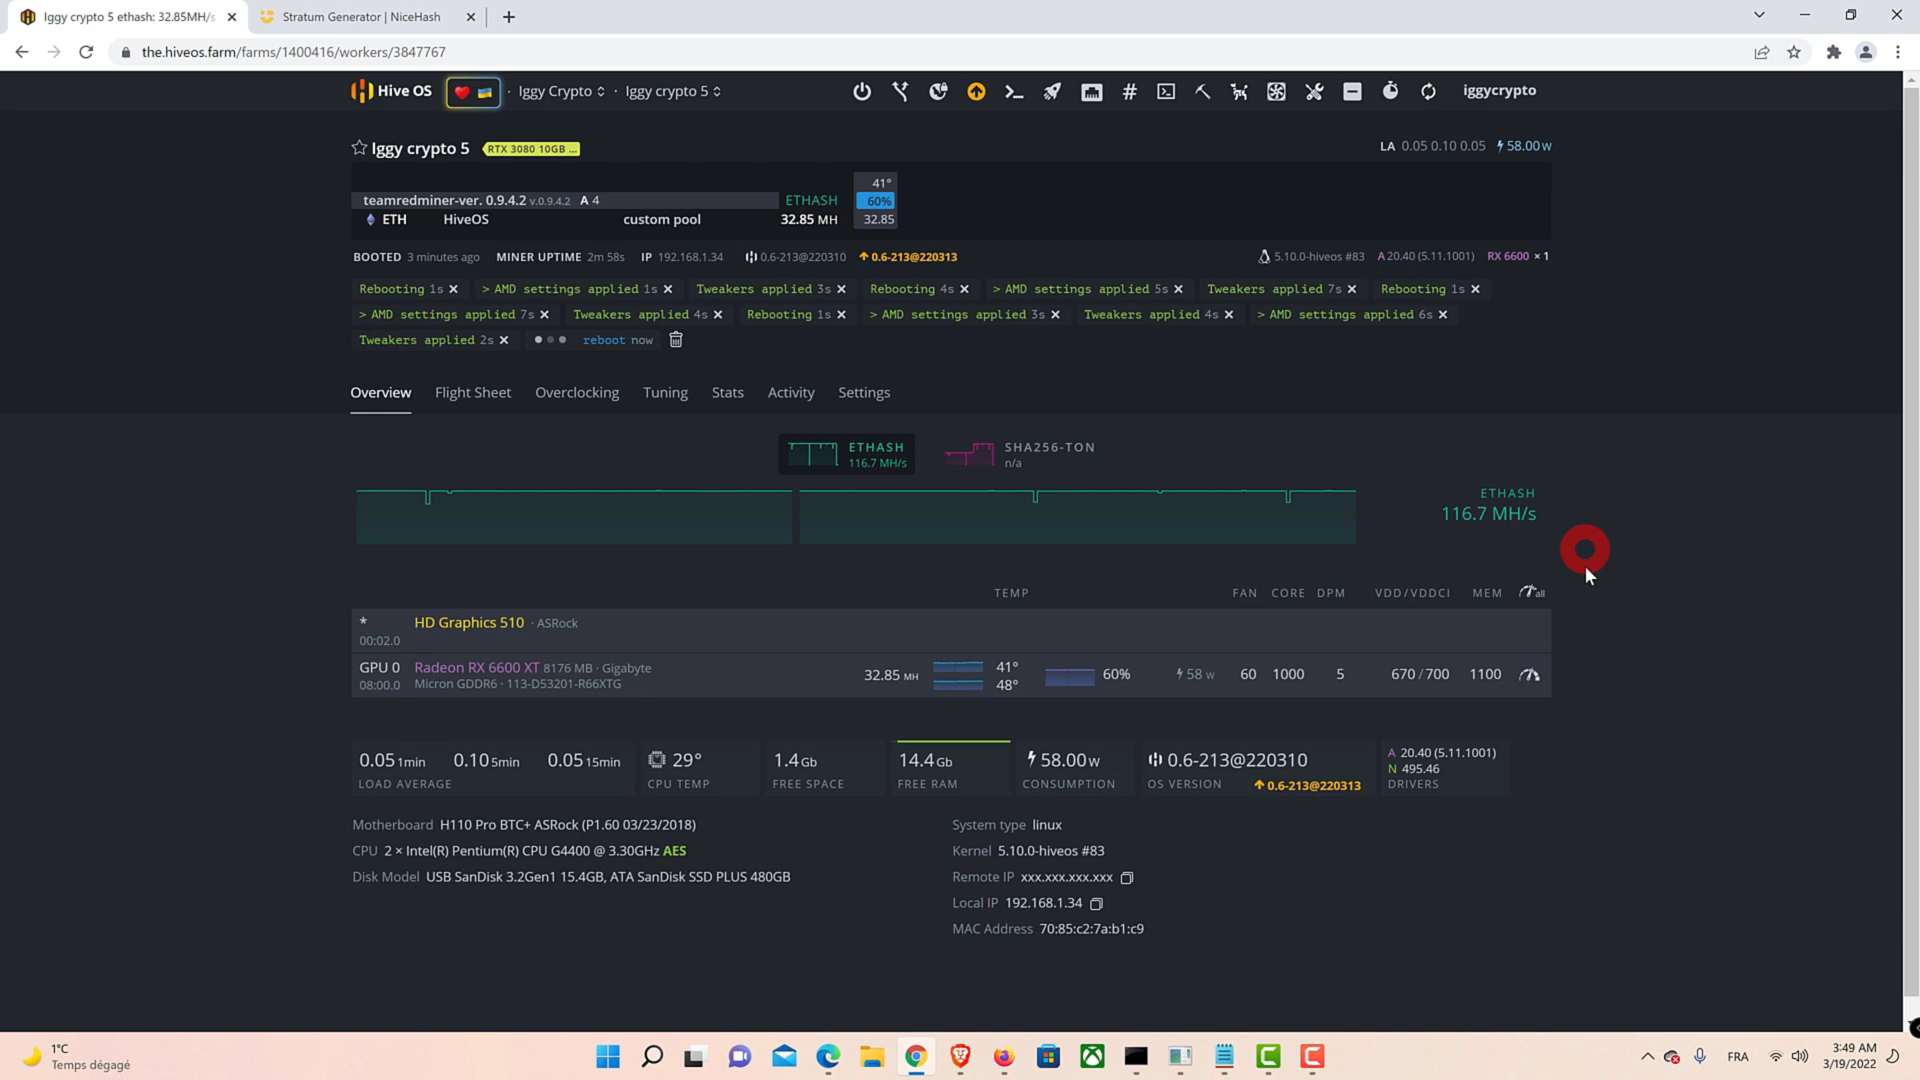 Iggy crypto 5 ethash: 32.85MH/s
Stratum Generator | NiceHash
the.hiveos.farm/farms/1400416/workers/3847767
Hive OS · Iggy Crypto · Iggy crypto 5
iggycrypto
Iggy crypto 5 RTX 3080 10GB ...
LA 0.05 0.10 0.05 58.00 W
teamredminer-ver. 0.9.4.2 v.0.9.4.2 A 4 ETHASH
ETH HiveOS custom pool 32.85 MH
41°
60%
32.85
BOOTED 3 minutes ago MINER UPTIME 2m 58s IP 192.168.1.34 0.6-213@220310 0.6-213@220313
5.10.0-hiveos #83 A 20.40 (5.11.1001) RX 6600 × 1
Rebooting 1s × > AMD settings applied 1s × Tweakers applied 3s × Rebooting 4s × > AMD settings applied 5s × Tweakers applied 7s × Rebooting 1s ×
> AMD settings applied 7s × Tweakers applied 4s × Rebooting 1s × > AMD settings applied 3s × Tweakers applied 4s × > AMD settings applied 6s ×
Tweakers applied 2s × reboot now
Overview Flight Sheet Overclocking Tuning Stats Activity Settings
ETHASH
116.7 MH/s
SHA256-TON
n/a
ETHASH
116.7 MH/s
TEMP FAN CORE DPM VDD/VDDCI MEM all
* HD Graphics 510 · ASRock
00:02.0
GPU 0 Radeon RX 6600 XT 8176 MB · Gigabyte
08:00.0 Micron GDDR6 · 113-D53201-R66XTG
32.85 MH 41° 60% 58 W 60 1000 5 670 / 700 1100
48°
0.05 1min 0.10 5min 0.05 15min
LOAD AVERAGE
29°
CPU TEMP
1.4 Gb
FREE SPACE
14.4 Gb
FREE RAM
58.00 W
CONSUMPTION
0.6-213@220310
OS VERSION 0.6-213@220313
A 20.40 (5.11.1001)
N 495.46
DRIVERS
Motherboard H110 Pro BTC+ ASRock (P1.60 03/23/2018)
CPU 2 × Intel(R) Pentium(R) CPU G4400 @ 3.30GHz AES
Disk Model USB SanDisk 3.2Gen1 15.4GB, ATA SanDisk SSD PLUS 480GB
System type linux
Kernel 5.10.0-hiveos #83
Remote IP xxx.xxx.xxx.xxx
Local IP 192.168.1.34
MAC Address 70:85:c2:7a:b1:c9
1°C
Temps dégagé
FRA
3:49 AM
3/19/2022